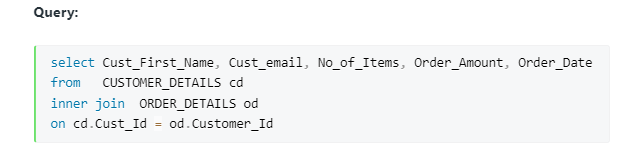 Query:
select Cust_First_Name, Cust_email, No_of_Items, Order_Amount, Order_Date
from   CUSTOMER_DETAILS cd
inner join  ORDER_DETAILS od
on cd.Cust_Id = od.Customer_Id